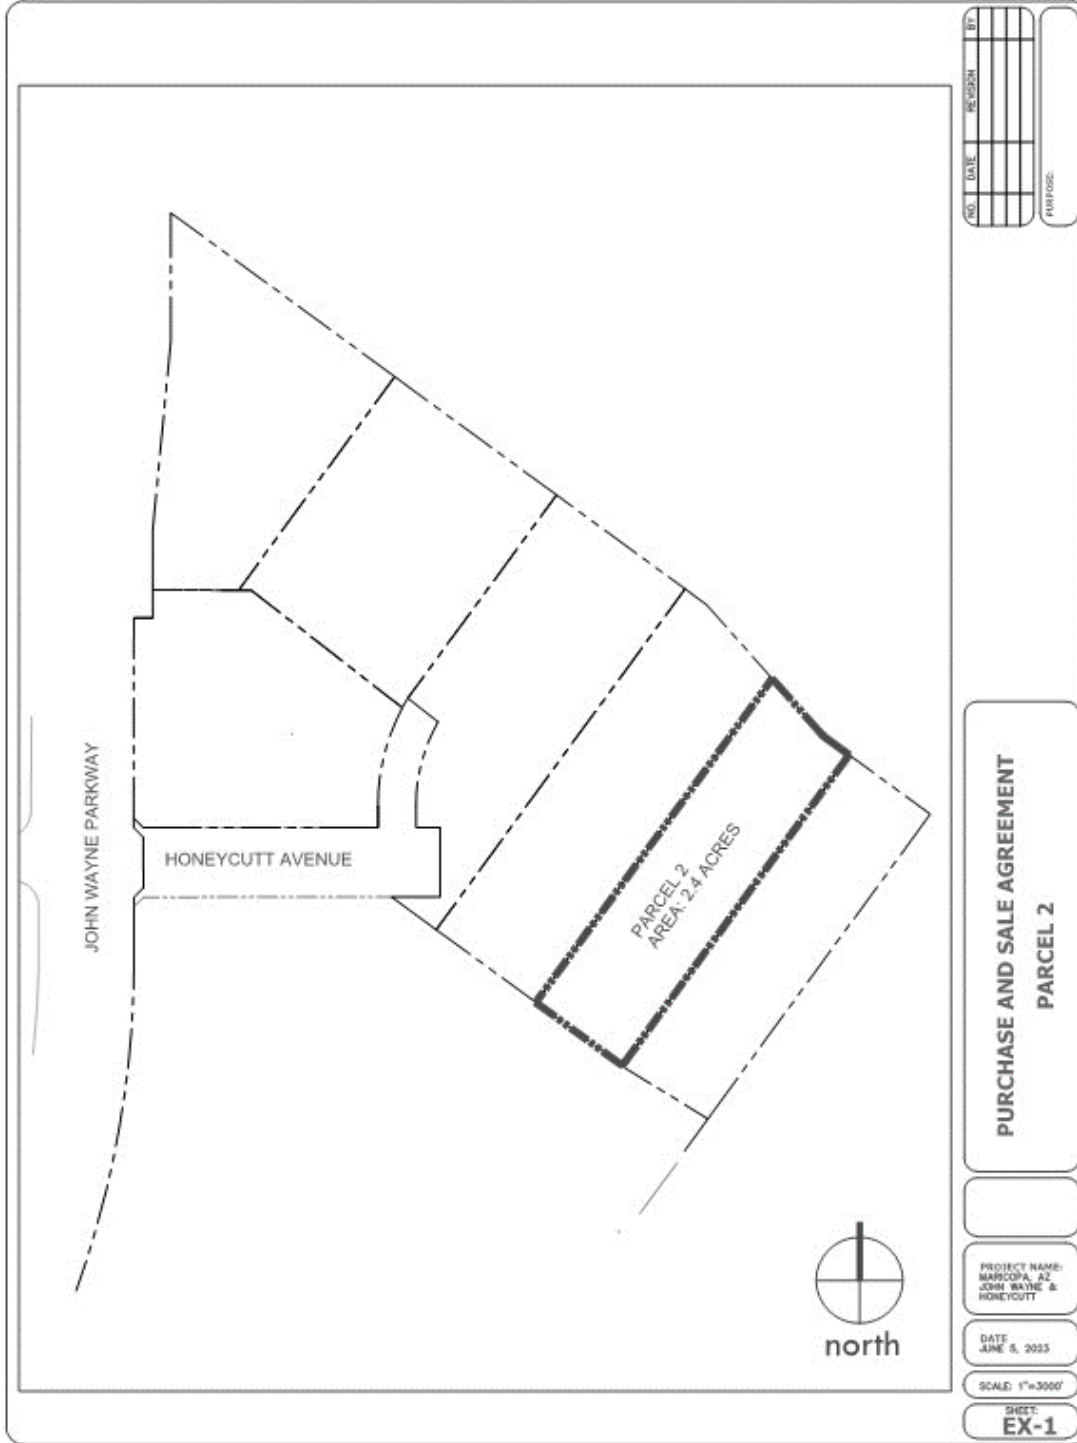 NO. DATE REVISION BY
PURPOSE:
JOHN WAYNE PARKWAY
HONEYCUTT AVENUE
PARCEL 2
AREA: 2.4 ACRES
north
PURCHASE AND SALE AGREEMENT
PARCEL 2
PROJECT NAME:
MARICOPA, AZ
JOHN WAYNE &
HONEYCUTT
DATE
JUNE 5, 2023
SCALE: 1"=3000'
SHEET:
EX-1